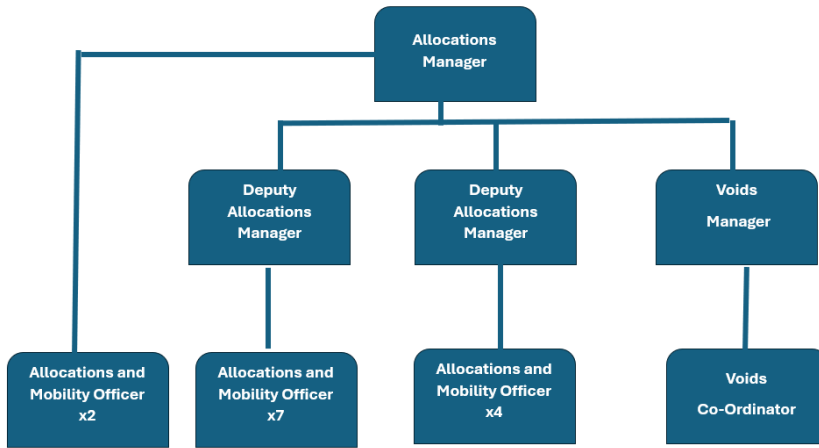 Allocations
Manager
Deputy
Allocations
Manager
Deputy
Allocations
Manager
Voids
Manager
Allocations and
Mobility Officer
x2
Allocations and
Mobility Officer
x7
Allocations and
Mobility Officer
x4
Voids
Co-Ordinator